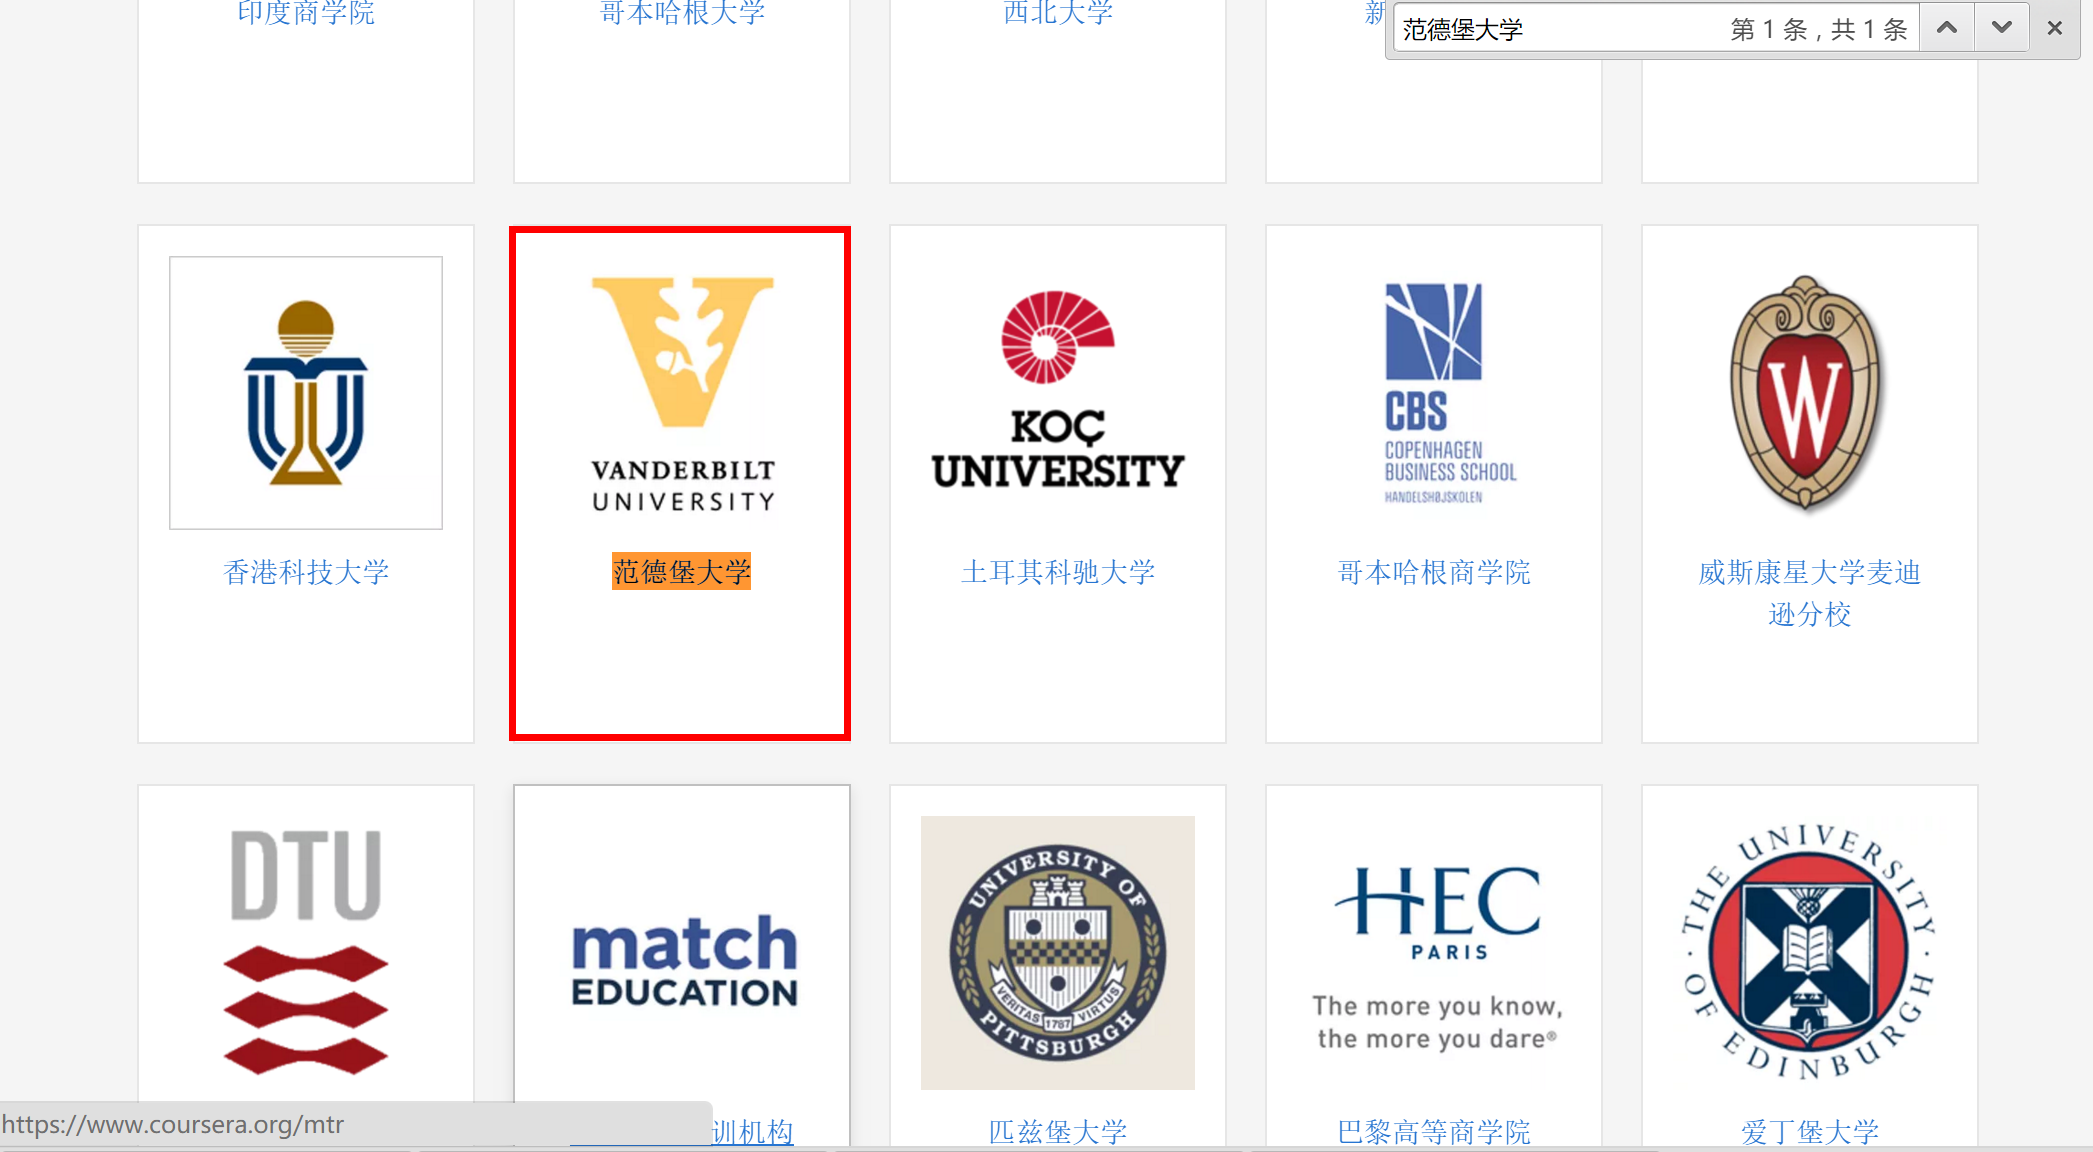 印度商学院
哥本哈根大学
西北大学
新
范德堡大学
第 1 条，共 1 条
VANDERBILT
UNIVERSITY
KOÇ
UNIVERSITY
CBS
COPENHAGEN
BUSINESS SCHOOL
HANDELSHØJSKOLEN
W
香港科技大学
范德堡大学
土耳其科驰大学
哥本哈根商学院
威斯康星大学麦迪
逊分校
DTU
match
EDUCATION
UNIVERSITY OF
PITTSBURGH
VERITAS 1787 VIRTUS
HEC
PARIS
The more you know,
the more you dare®
THE UNIVERSITY
OF EDINBURGH
https://www.coursera.org/mtr
训机构
匹兹堡大学
巴黎高等商学院
爱丁堡大学